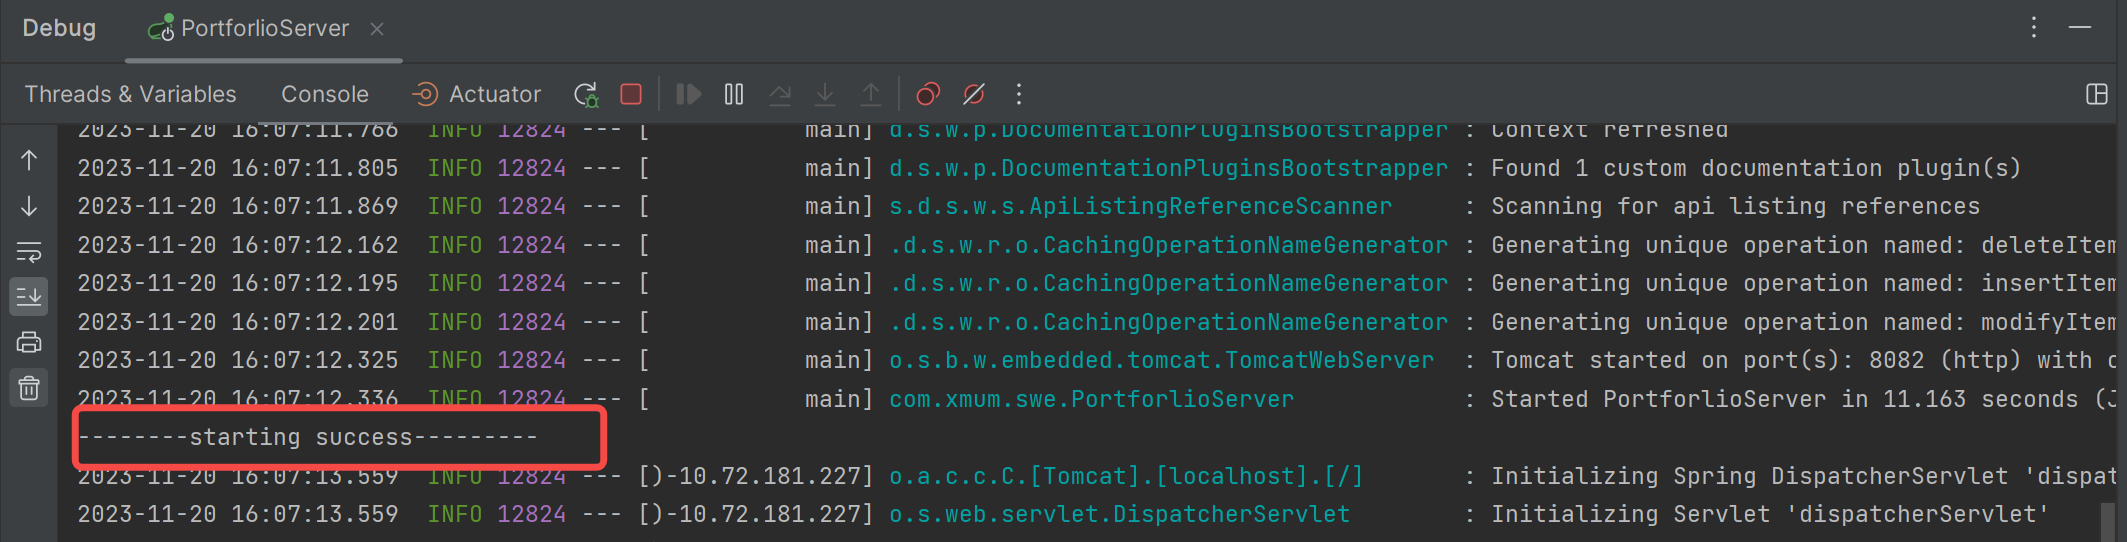 Debug PortforlioServer
Threads & Variables Console Actuator
2023-11-20 16:07:11.766 INFO 12824 --- [ main] d.s.w.p.DocumentationPluginsBootstrapper : Context refreshed
2023-11-20 16:07:11.805 INFO 12824 --- [ main] d.s.w.p.DocumentationPluginsBootstrapper : Found 1 custom documentation plugin(s)
2023-11-20 16:07:11.869 INFO 12824 --- [ main] s.d.s.w.s.ApiListingReferenceScanner : Scanning for api listing references
2023-11-20 16:07:12.162 INFO 12824 --- [ main] .d.s.w.r.o.CachingOperationNameGenerator : Generating unique operation named: deleteItem
2023-11-20 16:07:12.195 INFO 12824 --- [ main] .d.s.w.r.o.CachingOperationNameGenerator : Generating unique operation named: insertItem
2023-11-20 16:07:12.201 INFO 12824 --- [ main] .d.s.w.r.o.CachingOperationNameGenerator : Generating unique operation named: modifyItem
2023-11-20 16:07:12.325 INFO 12824 --- [ main] o.s.b.w.embedded.tomcat.TomcatWebServer : Tomcat started on port(s): 8082 (http) with c
2023-11-20 16:07:12.336 INFO 12824 --- [ main] com.xmum.swe.PortforlioServer : Started PortforlioServer in 11.163 seconds (J
--------starting success---------
2023-11-20 16:07:13.559 INFO 12824 --- [)-10.72.181.227] o.a.c.c.C.[Tomcat].[localhost].[/] : Initializing Spring DispatcherServlet 'dispat
2023-11-20 16:07:13.559 INFO 12824 --- [)-10.72.181.227] o.s.web.servlet.DispatcherServlet : Initializing Servlet 'dispatcherServlet'